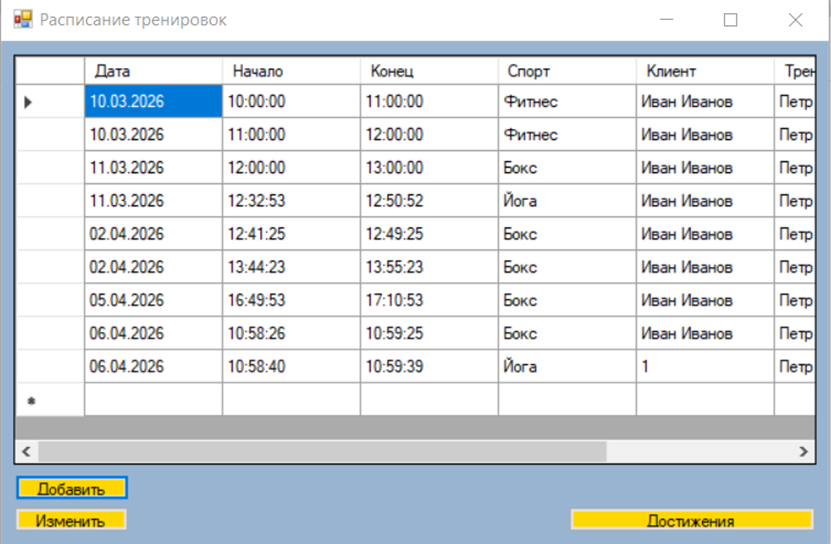 Расписание тренировок
Дата Начало Конец Спорт Клиент Трен
10.03.2026 10:00:00 11:00:00 Фитнес Иван Иванов Петр
10.03.2026 11:00:00 12:00:00 Фитнес Иван Иванов Петр
11.03.2026 12:00:00 13:00:00 Бокс Иван Иванов Петр
11.03.2026 12:32:53 12:50:52 Йога Иван Иванов Петр
02.04.2026 12:41:25 12:49:25 Бокс Иван Иванов Петр
02.04.2026 13:44:23 13:55:23 Бокс Иван Иванов Петр
05.04.2026 16:49:53 17:10:53 Бокс Иван Иванов Петр
06.04.2026 10:58:26 10:59:25 Бокс Иван Иванов Петр
06.04.2026 10:58:40 10:59:39 Йога 1 Петр
Добавить
Изменить Достижения